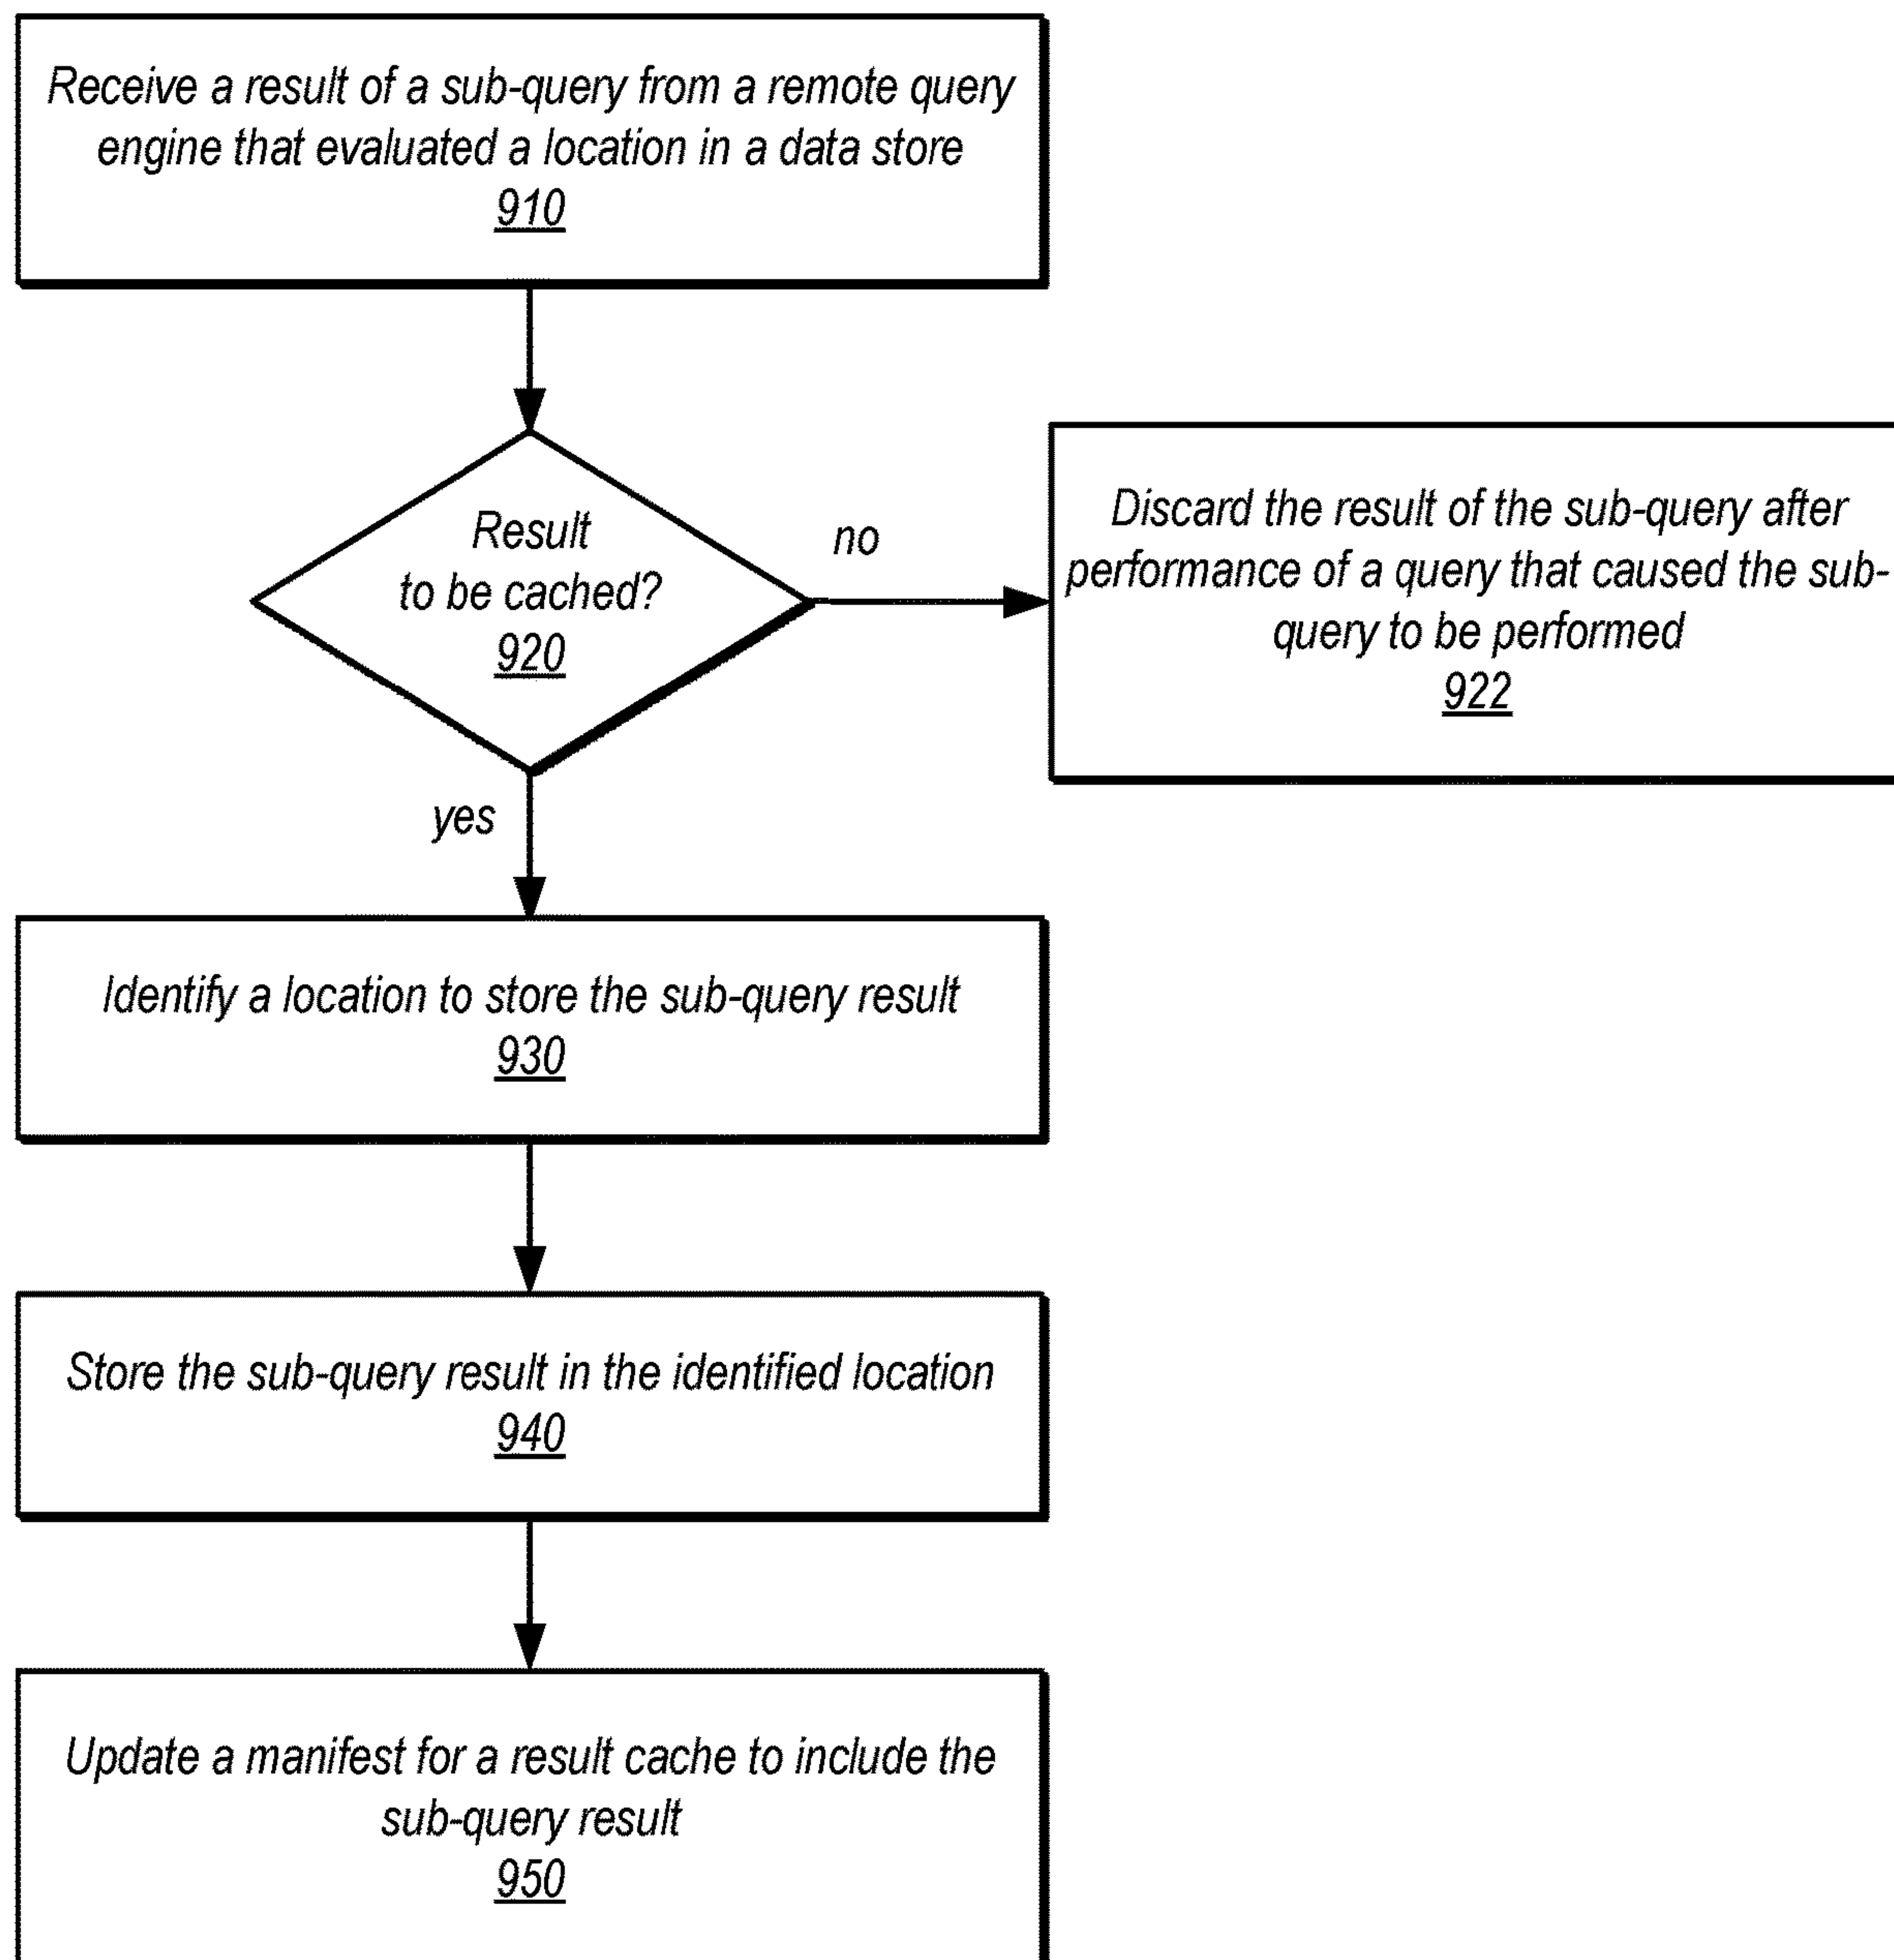 Receive a result of a sub-query from a remote query
engine that evaluated a location in a data store
910
Result
to be cached?
920
no
Discard the result of the sub-query after
performance of a query that caused the sub-
query to be performed
922
yes
Identify a location to store the sub-query result
930
Store the sub-query result in the identified location
940
Update a manifest for a result cache to include the
sub-query result
950